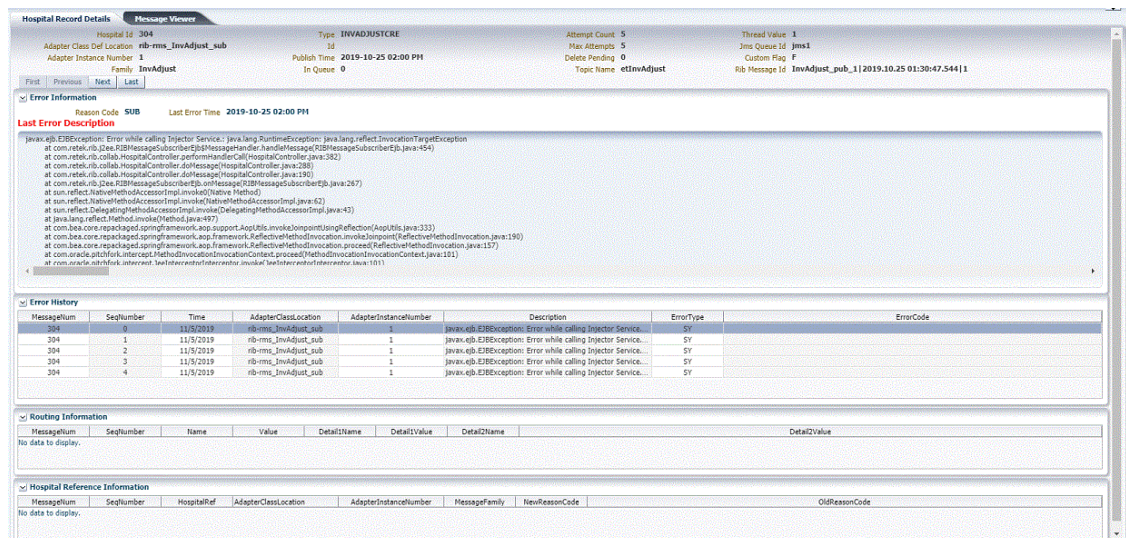 Hospital Record Details Message Viewer
Hospital Id 304 Type INVADJUSTCRE Attempt Count 5 Thread Value 1
Adapter Class Def Location rib-rms_InvAdjust_sub Id Max Attempts 5 Jms Queue Id jms1
Adapter Instance Number 1 Publish Time 2019-10-25 02:00 PM Delete Pending 0 Custom Flag F
Family InvAdjust In Queue 0 Topic Name etInvAdjust Rib Message Id InvAdjust_pub_1|2019.10.25 01:30:47.544|1
First Previous Next Last
Error Information
Reason Code SUB Last Error Time 2019-10-25 02:00 PM
Last Error Description
javax.ejb.EJBException: Error while calling Injector Service.: java.lang.RuntimeException: java.lang.reflect.InvocationTargetException
at com.retek.rib.j2ee.RIBMessageSubscriberEjb$MessageHandler.handleMessage(RIBMessageSubscriberEjb.java:454)
at com.retek.rib.collab.HospitalController.performHandlerCall(HospitalController.java:382)
at com.retek.rib.collab.HospitalController.doMessage(HospitalController.java:288)
at com.retek.rib.collab.HospitalController.doMessage(HospitalController.java:190)
at com.retek.rib.j2ee.RIBMessageSubscriberEjb.onMessage(RIBMessageSubscriberEjb.java:267)
at sun.reflect.NativeMethodAccessorImpl.invoke0(Native Method)
at sun.reflect.NativeMethodAccessorImpl.invoke(NativeMethodAccessorImpl.java:62)
at sun.reflect.DelegatingMethodAccessorImpl.invoke(DelegatingMethodAccessorImpl.java:43)
at java.lang.reflect.Method.invoke(Method.java:497)
at com.bea.core.repackaged.springframework.aop.support.AopUtils.invokeJoinpointUsingReflection(AopUtils.java:333)
at com.bea.core.repackaged.springframework.aop.framework.ReflectiveMethodInvocation.invokeJoinpoint(ReflectiveMethodInvocation.java:190)
at com.bea.core.repackaged.springframework.aop.framework.ReflectiveMethodInvocation.proceed(ReflectiveMethodInvocation.java:157)
at com.oracle.pitchfork.intercept.MethodInvocationInvocationContext.proceed(MethodInvocationInvocationContext.java:101)
at com.oracle.pitchfork.intercept.JeeInterceptorInterceptor.invoke(JeeInterceptorInterceptor.java:101)
Error History
MessageNum SeqNumber Time AdapterClassLocation AdapterInstanceNumber Description ErrorType ErrorCode
304 0 11/5/2019 rib-rms_InvAdjust_sub 1 javax.ejb.EJBException: Error while calling Injector Service.... SY
304 1 11/5/2019 rib-rms_InvAdjust_sub 1 javax.ejb.EJBException: Error while calling Injector Service.... SY
304 2 11/5/2019 rib-rms_InvAdjust_sub 1 javax.ejb.EJBException: Error while calling Injector Service.... SY
304 3 11/5/2019 rib-rms_InvAdjust_sub 1 javax.ejb.EJBException: Error while calling Injector Service.... SY
304 4 11/5/2019 rib-rms_InvAdjust_sub 1 javax.ejb.EJBException: Error while calling Injector Service.... SY
Routing Information
MessageNum SeqNumber Name Value Detail1Name Detail1Value Detail2Name Detail2Value
No data to display.
Hospital Reference Information
MessageNum SeqNumber HospitalRef AdapterClassLocation AdapterInstanceNumber MessageFamily NewReasonCode OldReasonCode
No data to display.